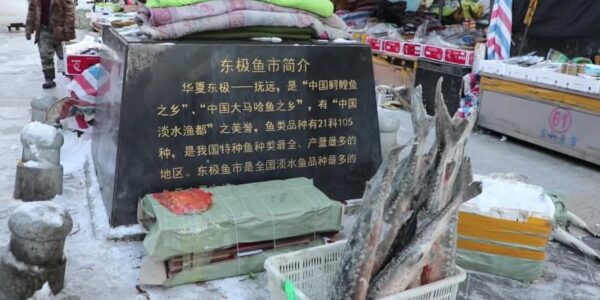 东极鱼市简介
华夏东极——抚远，是“中国鲟鳇鱼
之乡”、“中国大马哈鱼之乡”，有“中国
淡水渔都”之美誉，鱼类品种有21科105
种，是我国特种鱼种类最全、产量最多的
地区。东极鱼市是全国淡水鱼品种最多的
61